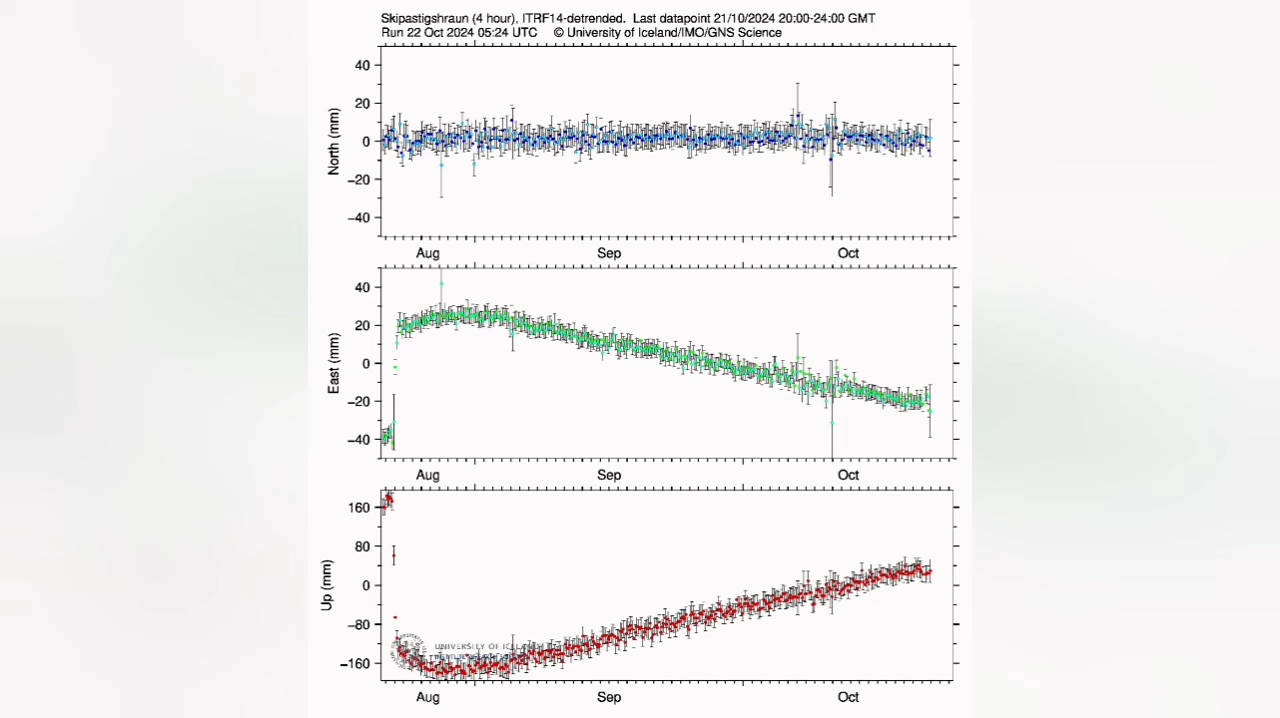 Skipastigshraun (4 hour), ITRF14-detrended. Last datapoint 21/10/2024 20:00-24:00 GMT
Run 22 Oct 2024 05:24 UTC © University of Iceland/IMO/GNS Science
40
20
0
−20
−40
North (mm)
Aug Sep Oct
40
20
0
−20
−40
East (mm)
Aug Sep Oct
160
80
0
−80
−160
Up (mm)
UNIVERSITY OF ICELAND
Aug Sep Oct